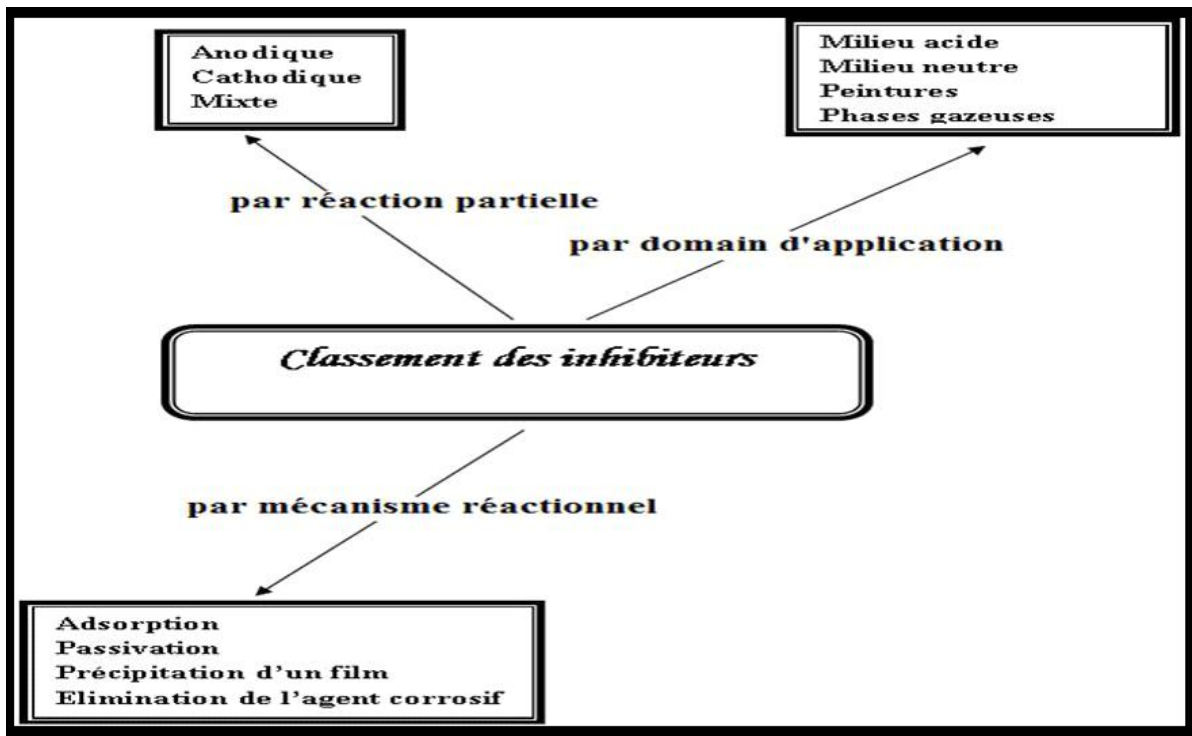 Anodique
Cathodique
Mixte
Milieu acide
Milieu neutre
Peintures
Phases gazeuses
par réaction partielle
par domain d'application
Classement des inhibiteurs
par mécanisme réactionnel
Adsorption
Passivation
Précipitation d’un film
Elimination de l’agent corrosif